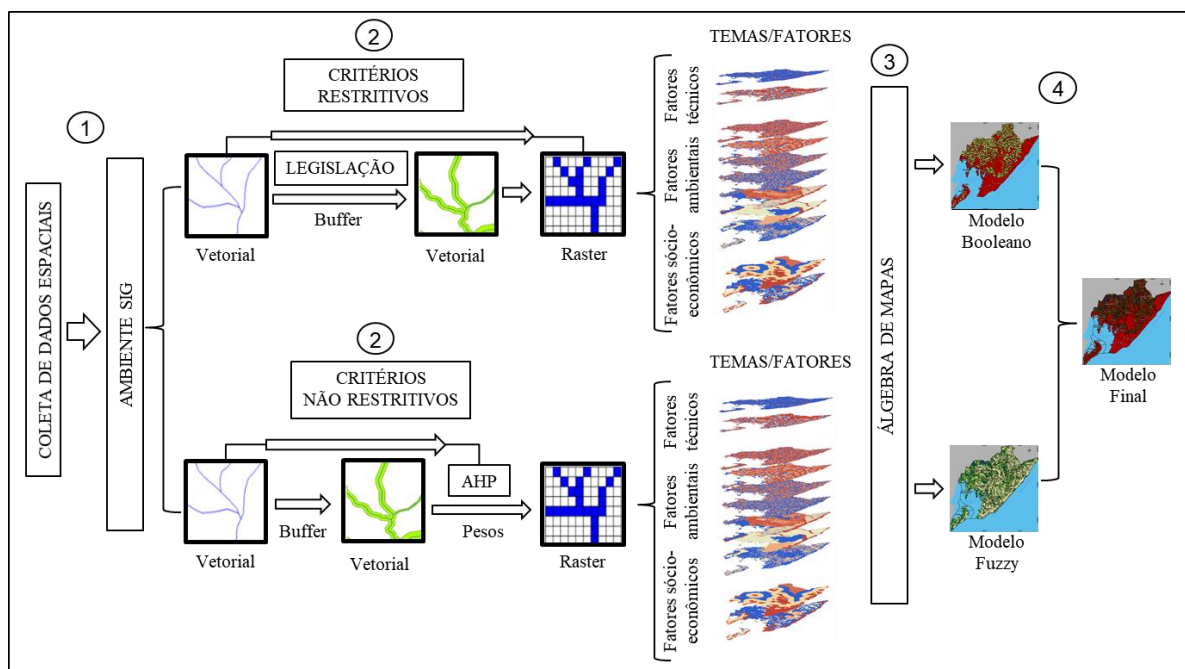 1
COLETA DE DADOS ESPACIAIS
AMBIENTE SIG
2
CRITÉRIOS
RESTRITIVOS
Vetorial
LEGISLAÇÃO
Buffer
Vetorial
Raster
TEMAS/FATORES
Fatores
técnicos
Fatores
ambientais
Fatores sócio-
econômicos
2
CRITÉRIOS
NÃO RESTRITIVOS
Vetorial
Buffer
Vetorial
AHP
Pesos
Raster
TEMAS/FATORES
Fatores
técnicos
Fatores
ambientais
Fatores sócio-
econômicos
3
ÁLGEBRA DE MAPAS
4
Modelo
Booleano
Modelo
Fuzzy
Modelo
Final